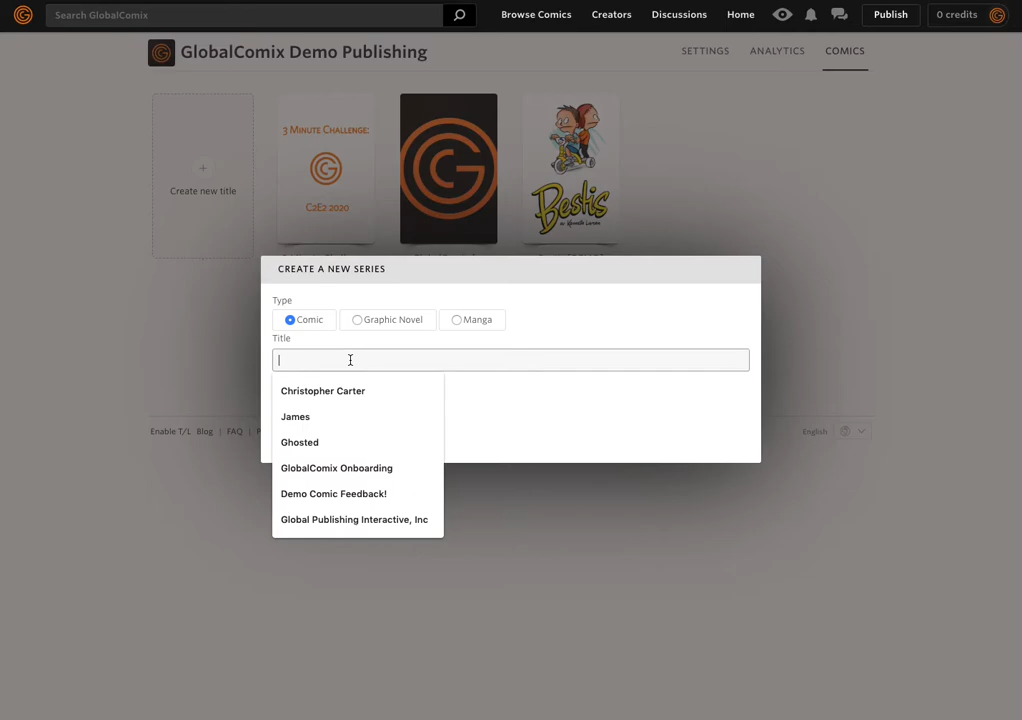 Search GlobalComix
Browse Comics
Creators
Discussions
Home
Publish
0 credits
GlobalComix Demo Publishing
SETTINGS
ANALYTICS
COMICS
+
Create new title
3 MINUTE CHALLENGE:
C2E2 2020
Bestis
CREATE A NEW SERIES
Type
Comic
Graphic Novel
Manga
Title
Christopher Carter
James
Ghosted
GlobalComix Onboarding
Demo Comic Feedback!
Global Publishing Interactive, Inc
Enable T/L
Blog
|
FAQ
|
English